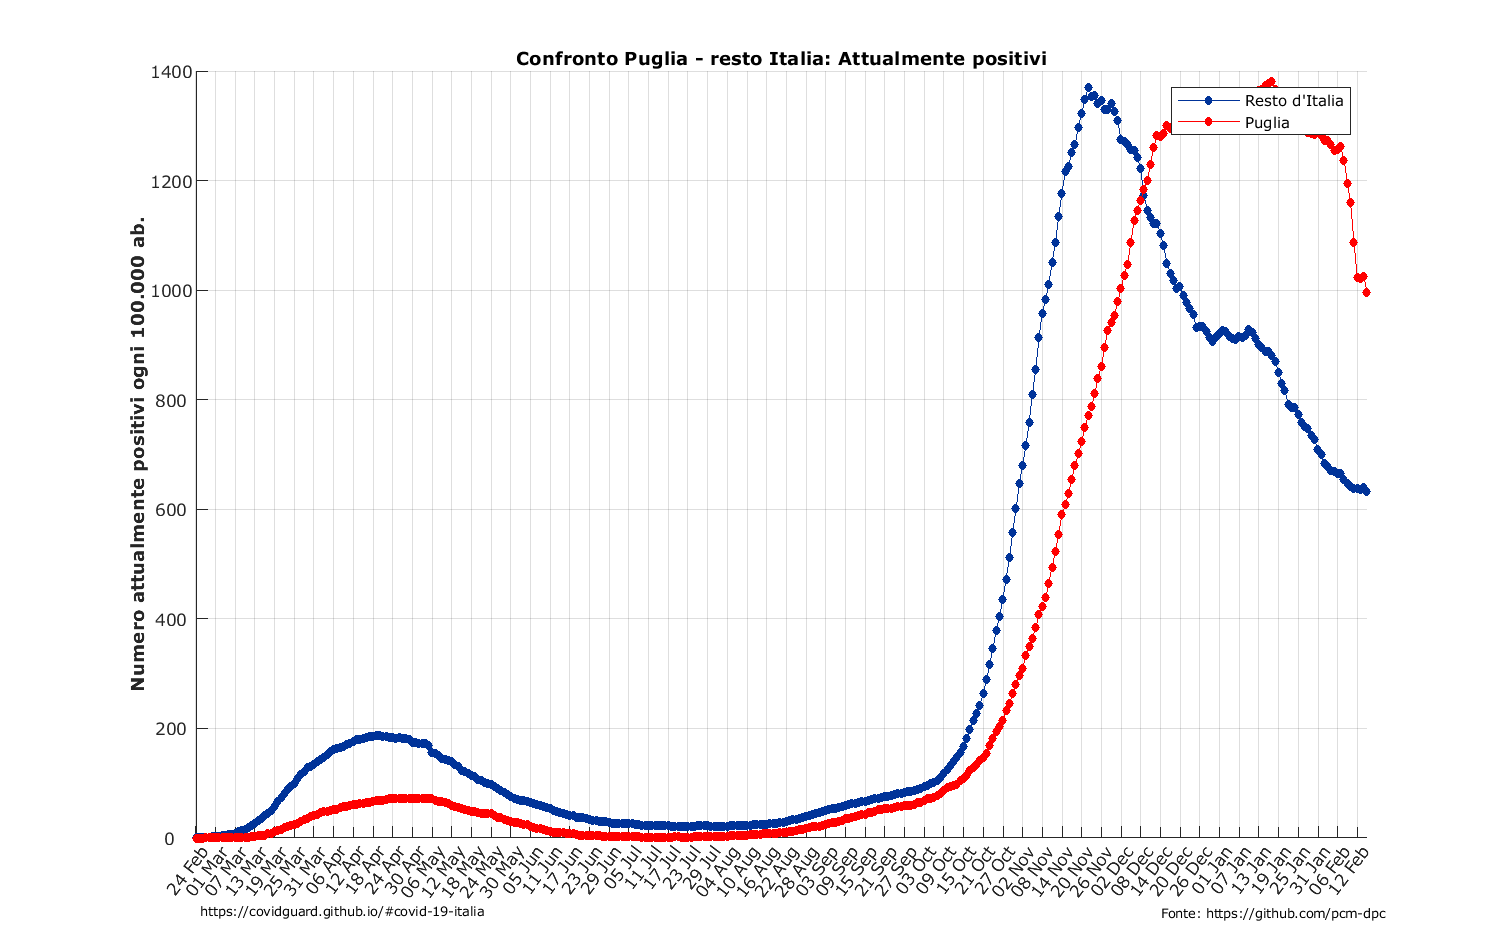 Confronto Puglia - resto Italia: Attualmente positivi
Numero attualmente positivi ogni 100.000 ab.
1400
1200
1000
800
600
400
200
0
Resto d'Italia
Puglia
24 Feb
01 Mar
07 Mar
13 Mar
19 Mar
25 Mar
31 Mar
06 Apr
12 Apr
18 Apr
24 Apr
30 Apr
06 May
12 May
18 May
24 May
30 May
05 Jun
11 Jun
17 Jun
23 Jun
29 Jun
05 Jul
11 Jul
17 Jul
23 Jul
29 Jul
04 Aug
10 Aug
16 Aug
22 Aug
28 Aug
03 Sep
09 Sep
15 Sep
21 Sep
27 Sep
03 Oct
09 Oct
15 Oct
21 Oct
27 Oct
02 Nov
08 Nov
14 Nov
20 Nov
26 Nov
02 Dec
08 Dec
14 Dec
20 Dec
26 Dec
01 Jan
07 Jan
13 Jan
19 Jan
25 Jan
31 Jan
06 Feb
12 Feb
https://covidguard.github.io/#covid-19-italia
Fonte: https://github.com/pcm-dpc